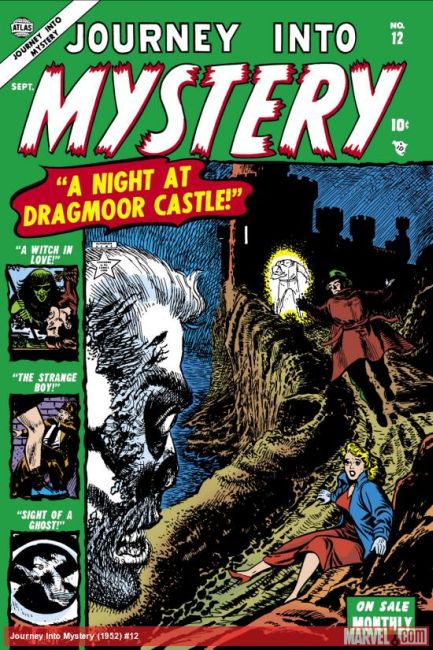 ATLAS
JOURNEY INTO
MYSTERY
JOURNEY INTO
MYSTERY
NO.
12
SEPT.
10¢
"A NIGHT AT
DRAGMOOR CASTLE!"
"A WITCH IN
LOVE!"
"THE STRANGE
BOY!"
"SIGHT OF A
GHOST!"
ON SALE
MONTHLY
MARVEL
Journey Into Mystery (1952) #12